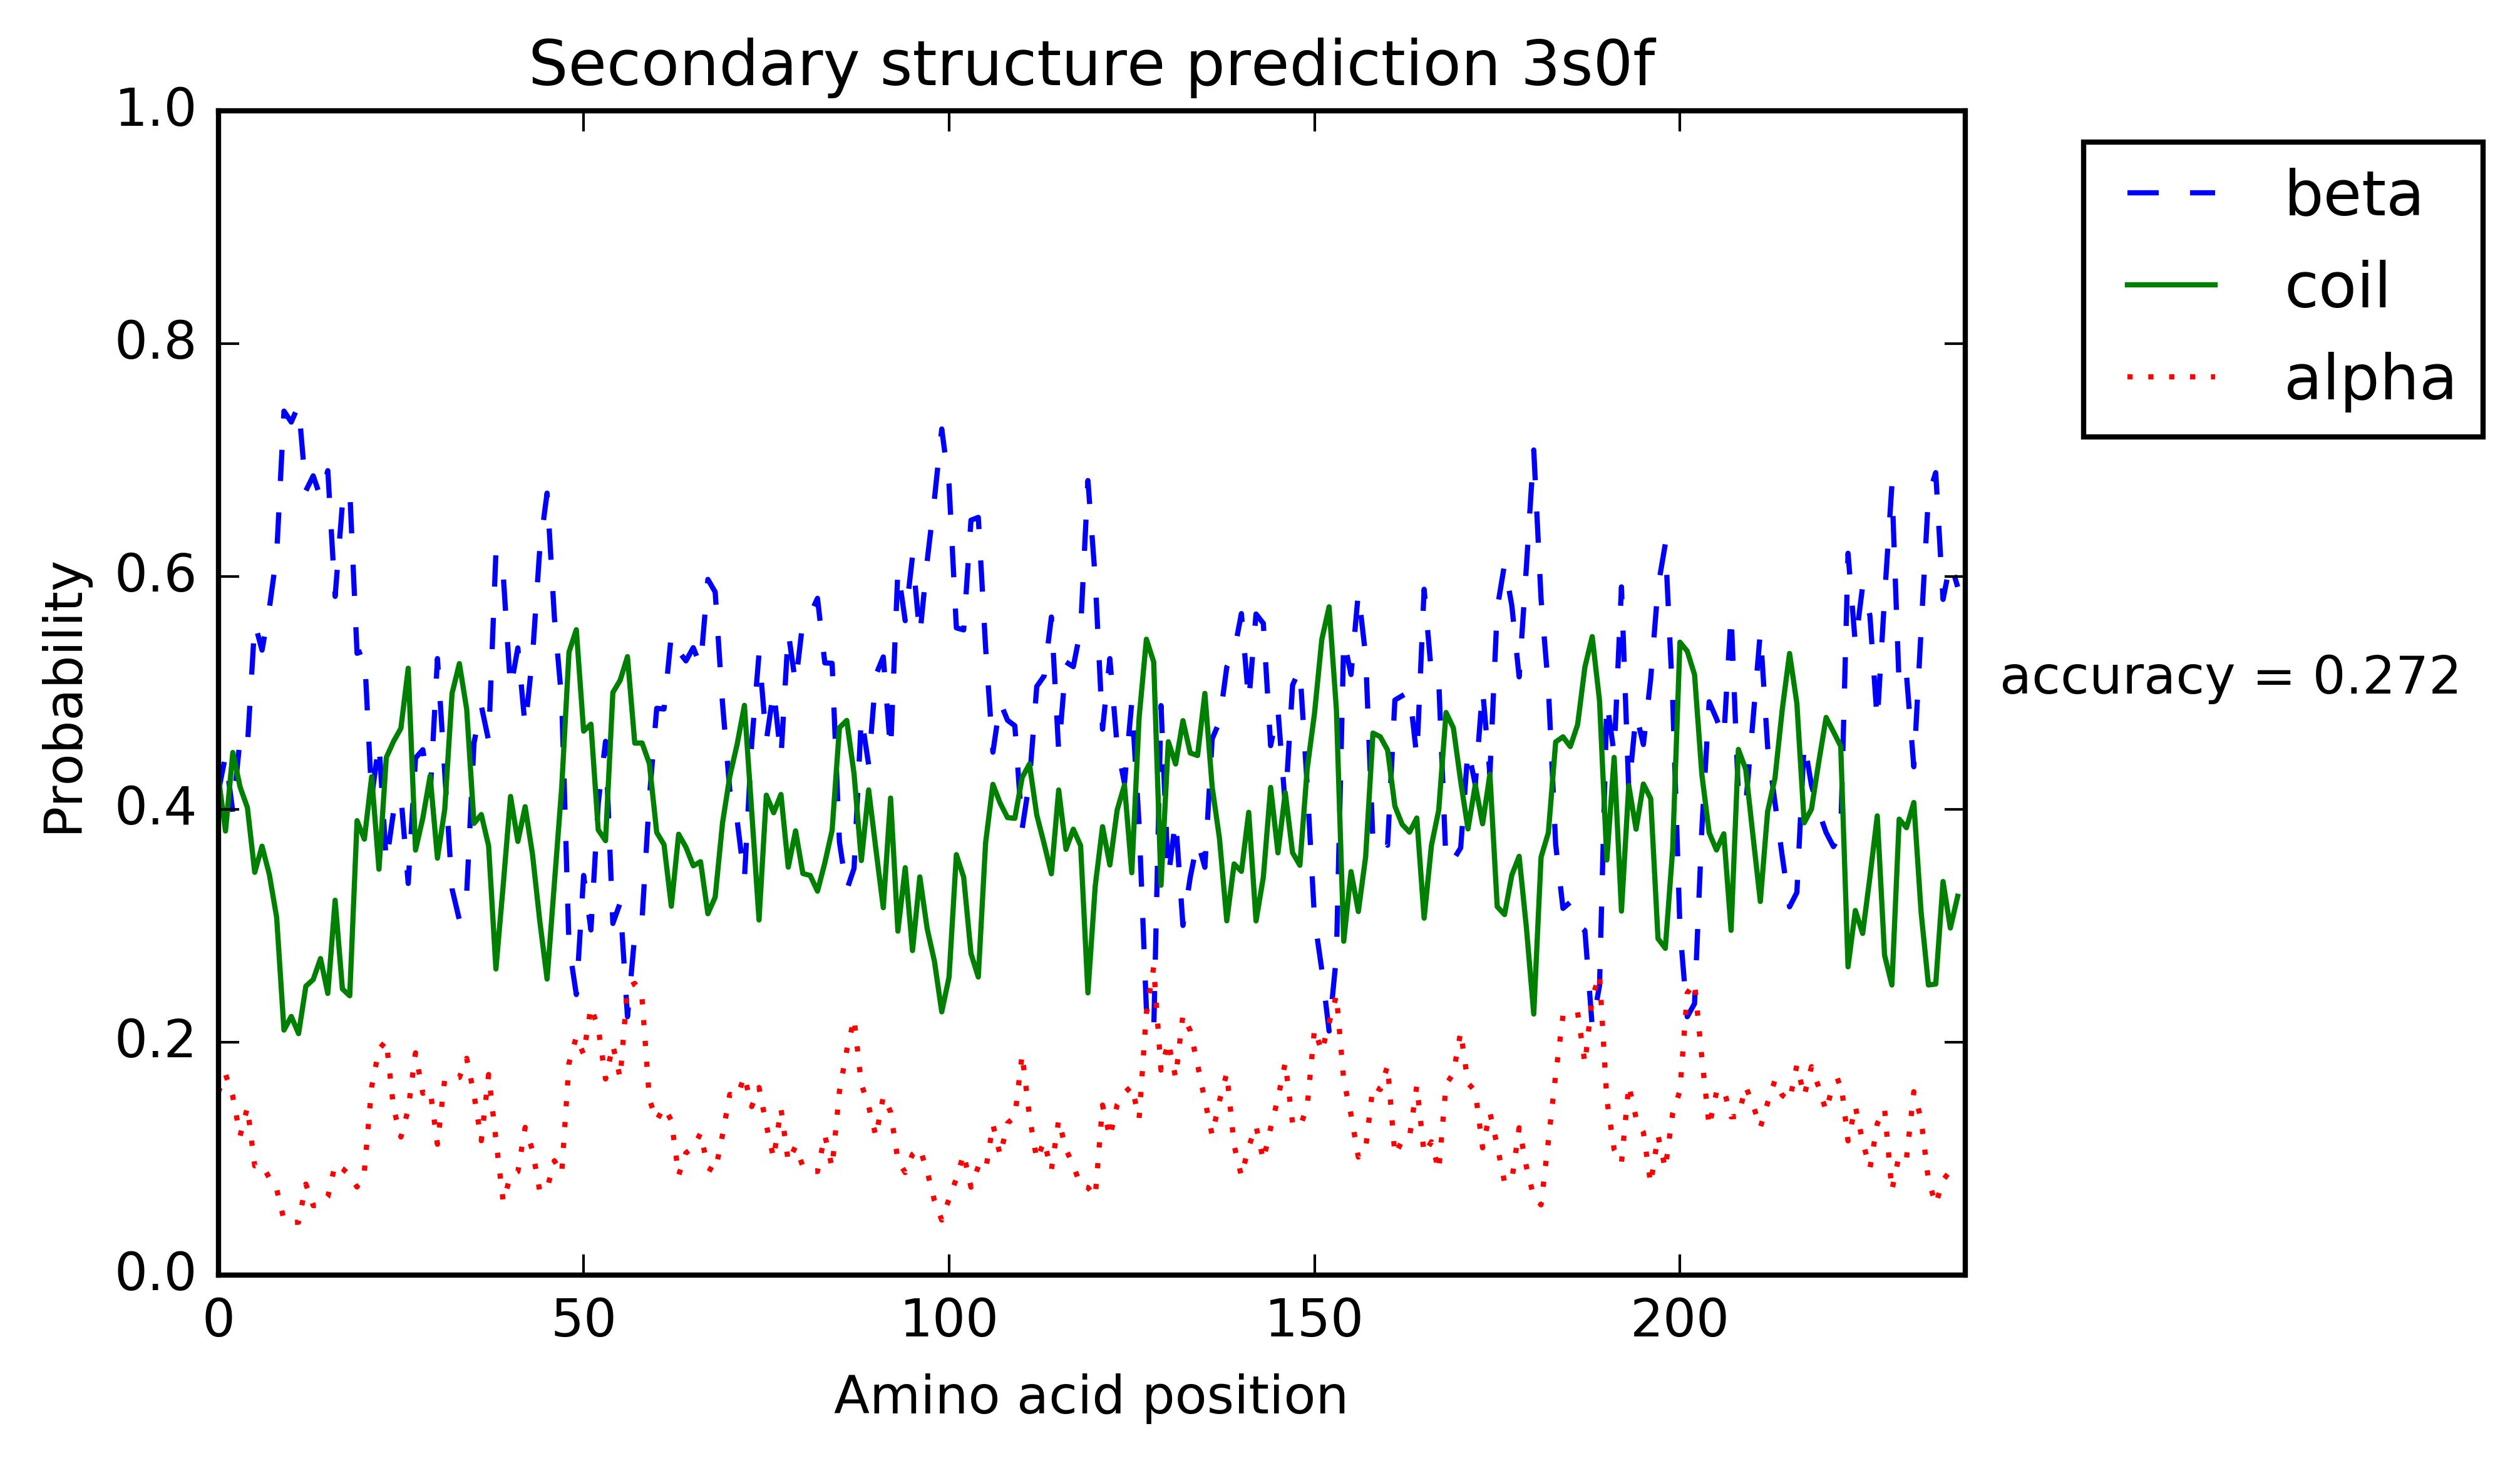 Secondary structure prediction 3s0f
1.0
0.8
0.6
0.4
0.2
0.0
Probability
0
50
100
150
200
Amino acid position
beta
coil
alpha
accuracy = 0.272